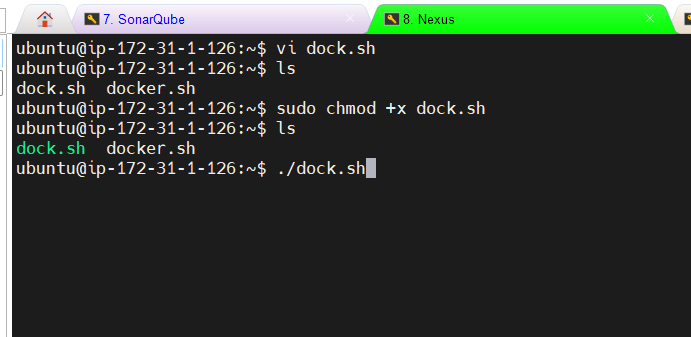 7. SonarQube
8. Nexus
ubuntu@ip-172-31-1-126:~$ vi dock.sh
ubuntu@ip-172-31-1-126:~$ ls
dock.sh  docker.sh
ubuntu@ip-172-31-1-126:~$ sudo chmod +x dock.sh
ubuntu@ip-172-31-1-126:~$ ls
dock.sh  docker.sh
ubuntu@ip-172-31-1-126:~$ ./dock.sh